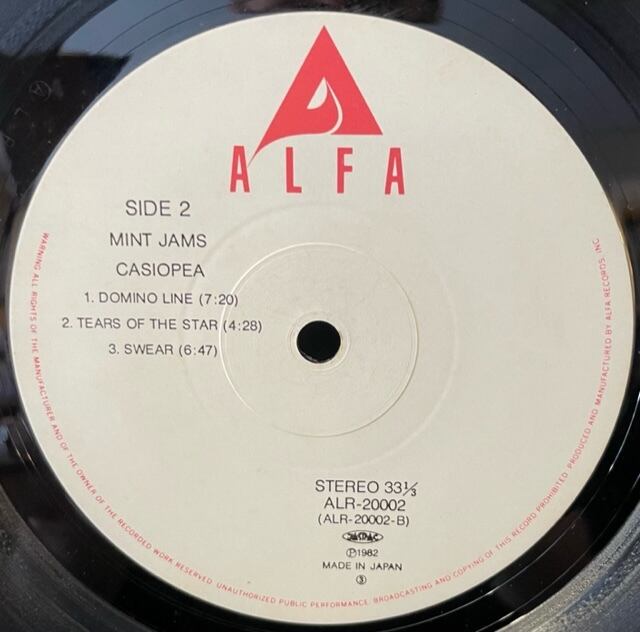 ALFA
SIDE 2
MINT JAMS
CASIOPEA
1. DOMINO LINE (7:20)
2. TEARS OF THE STAR (4:28)
3. SWEAR (6:47)
STEREO 33⅓
ALR-20002
(ALR-20002-B)
JASRAC
Ⓟ1982
MADE IN JAPAN
③
WARNING: ALL RIGHTS OF THE MANUFACTURER AND OF THE OWNER OF THE RECORDED WORK RESERVED. UNAUTHORIZED PUBLIC PERFORMANCE. BROADCASTING AND COPYING OF THIS RECORD PROHIBITED. PRODUCED AND MANUFACTURED BY ALFA RECORDS, INC.